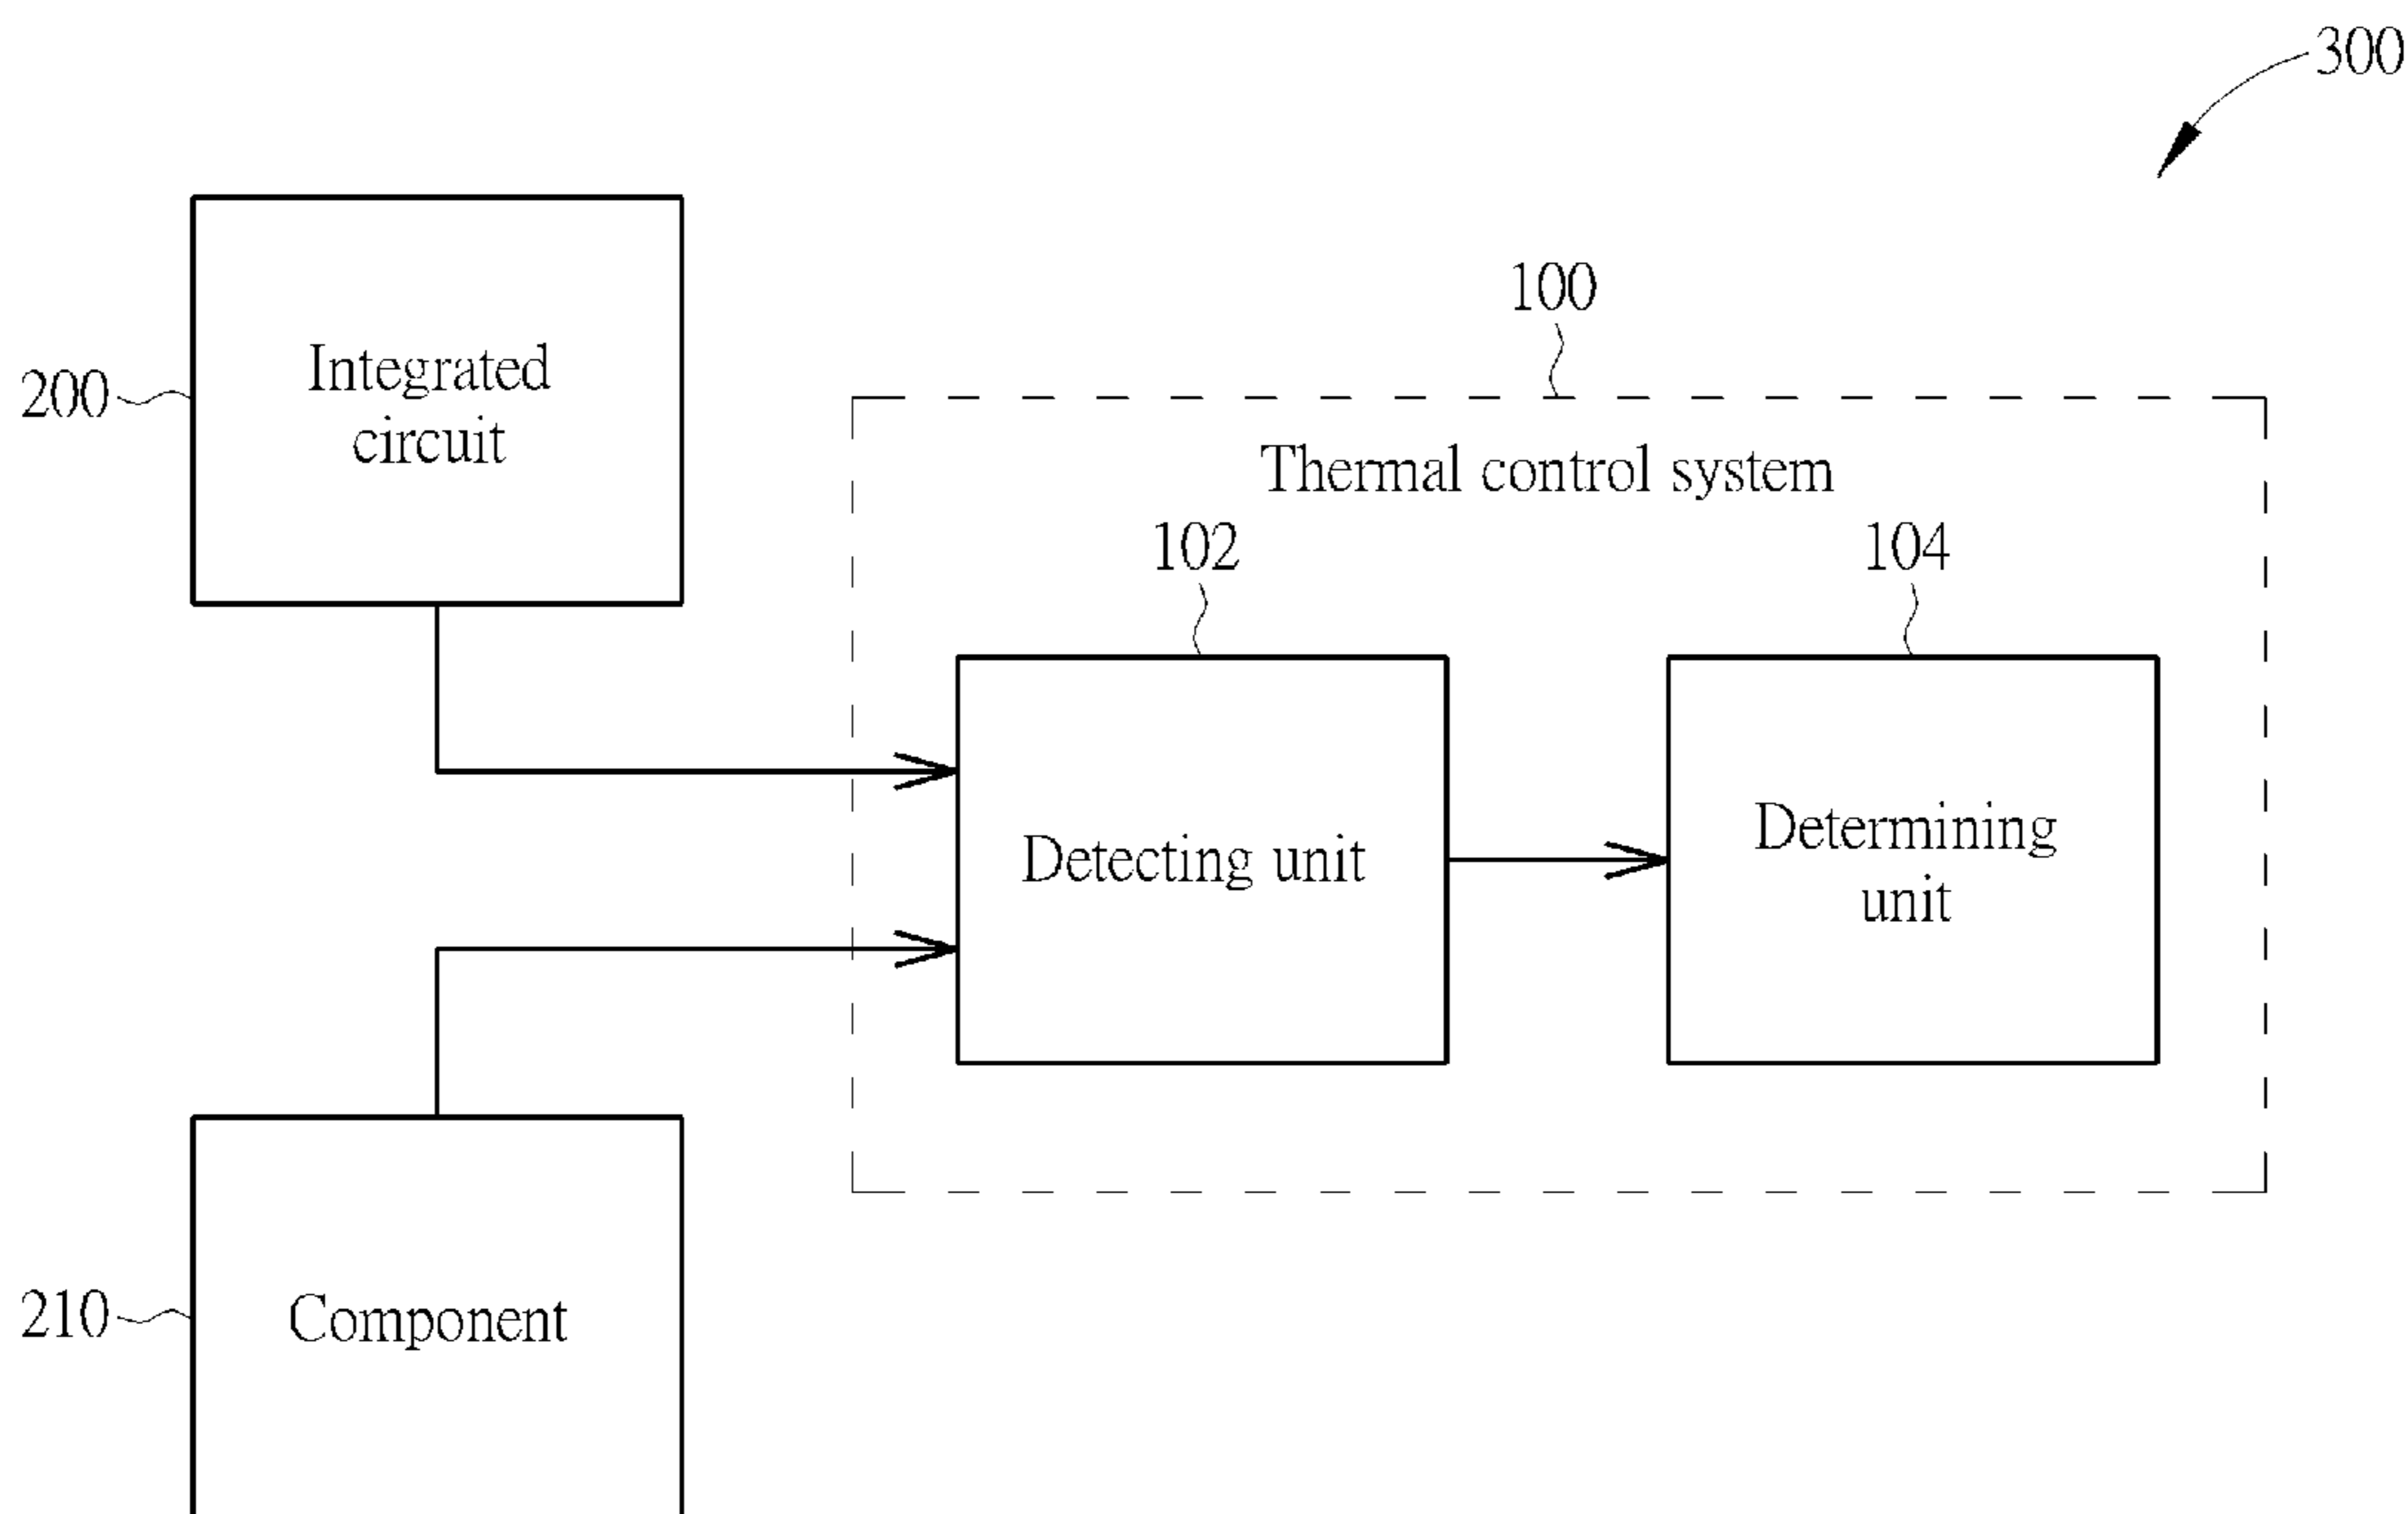 300
200
Integrated
circuit
100
Thermal control system
102
104
Detecting unit
Determining
unit
210
Component